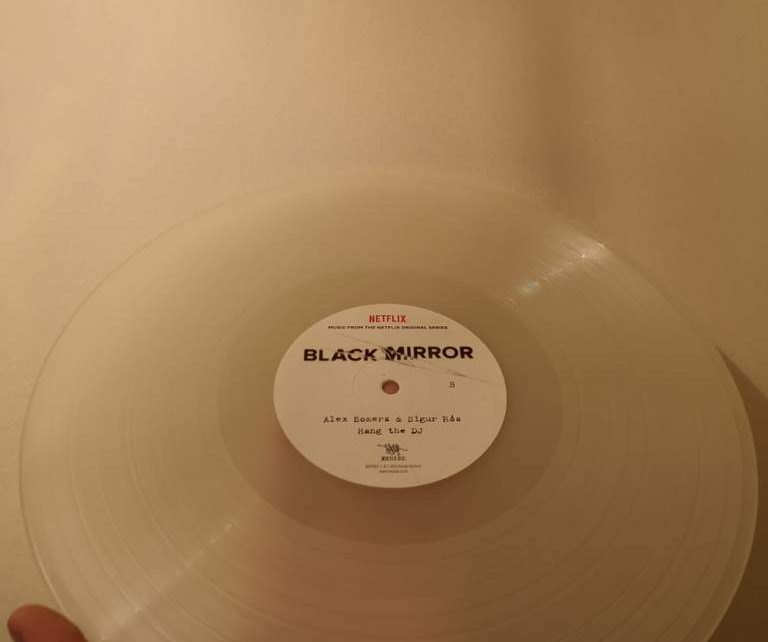 NETFLIX
MUSIC FROM THE NETFLIX ORIGINAL SERIES
BLACK MIRROR
B
Alex Somers & Sigur Rós
Hang the DJ